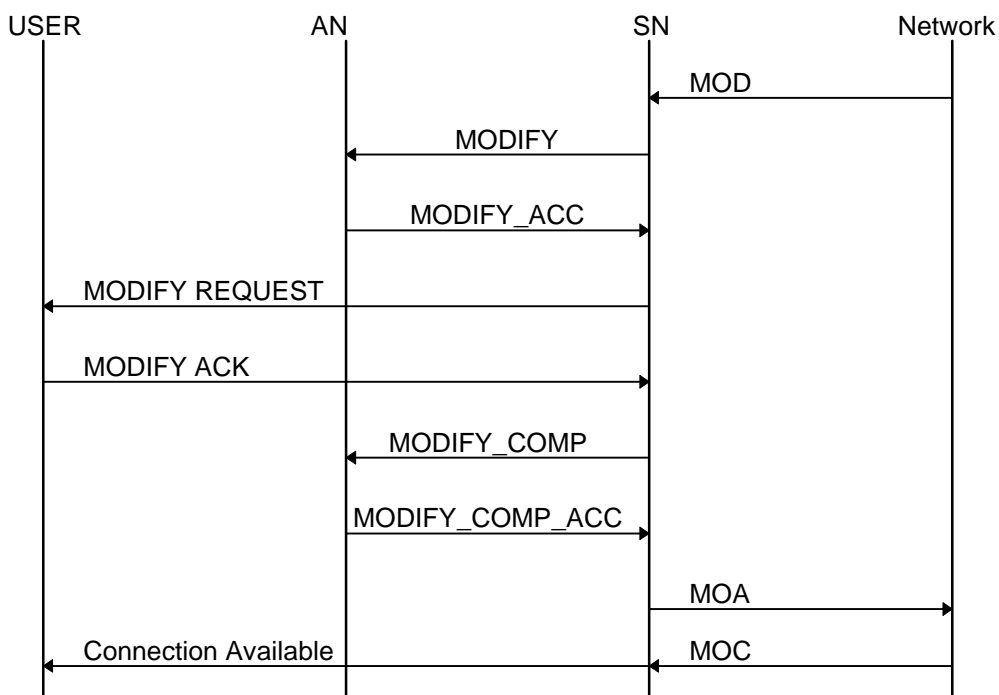 USER AN SN Network
MOD
MODIFY
MODIFY_ACC
MODIFY REQUEST
MODIFY ACK
MODIFY_COMP
MODIFY_COMP_ACC
MOA
Connection Available MOC